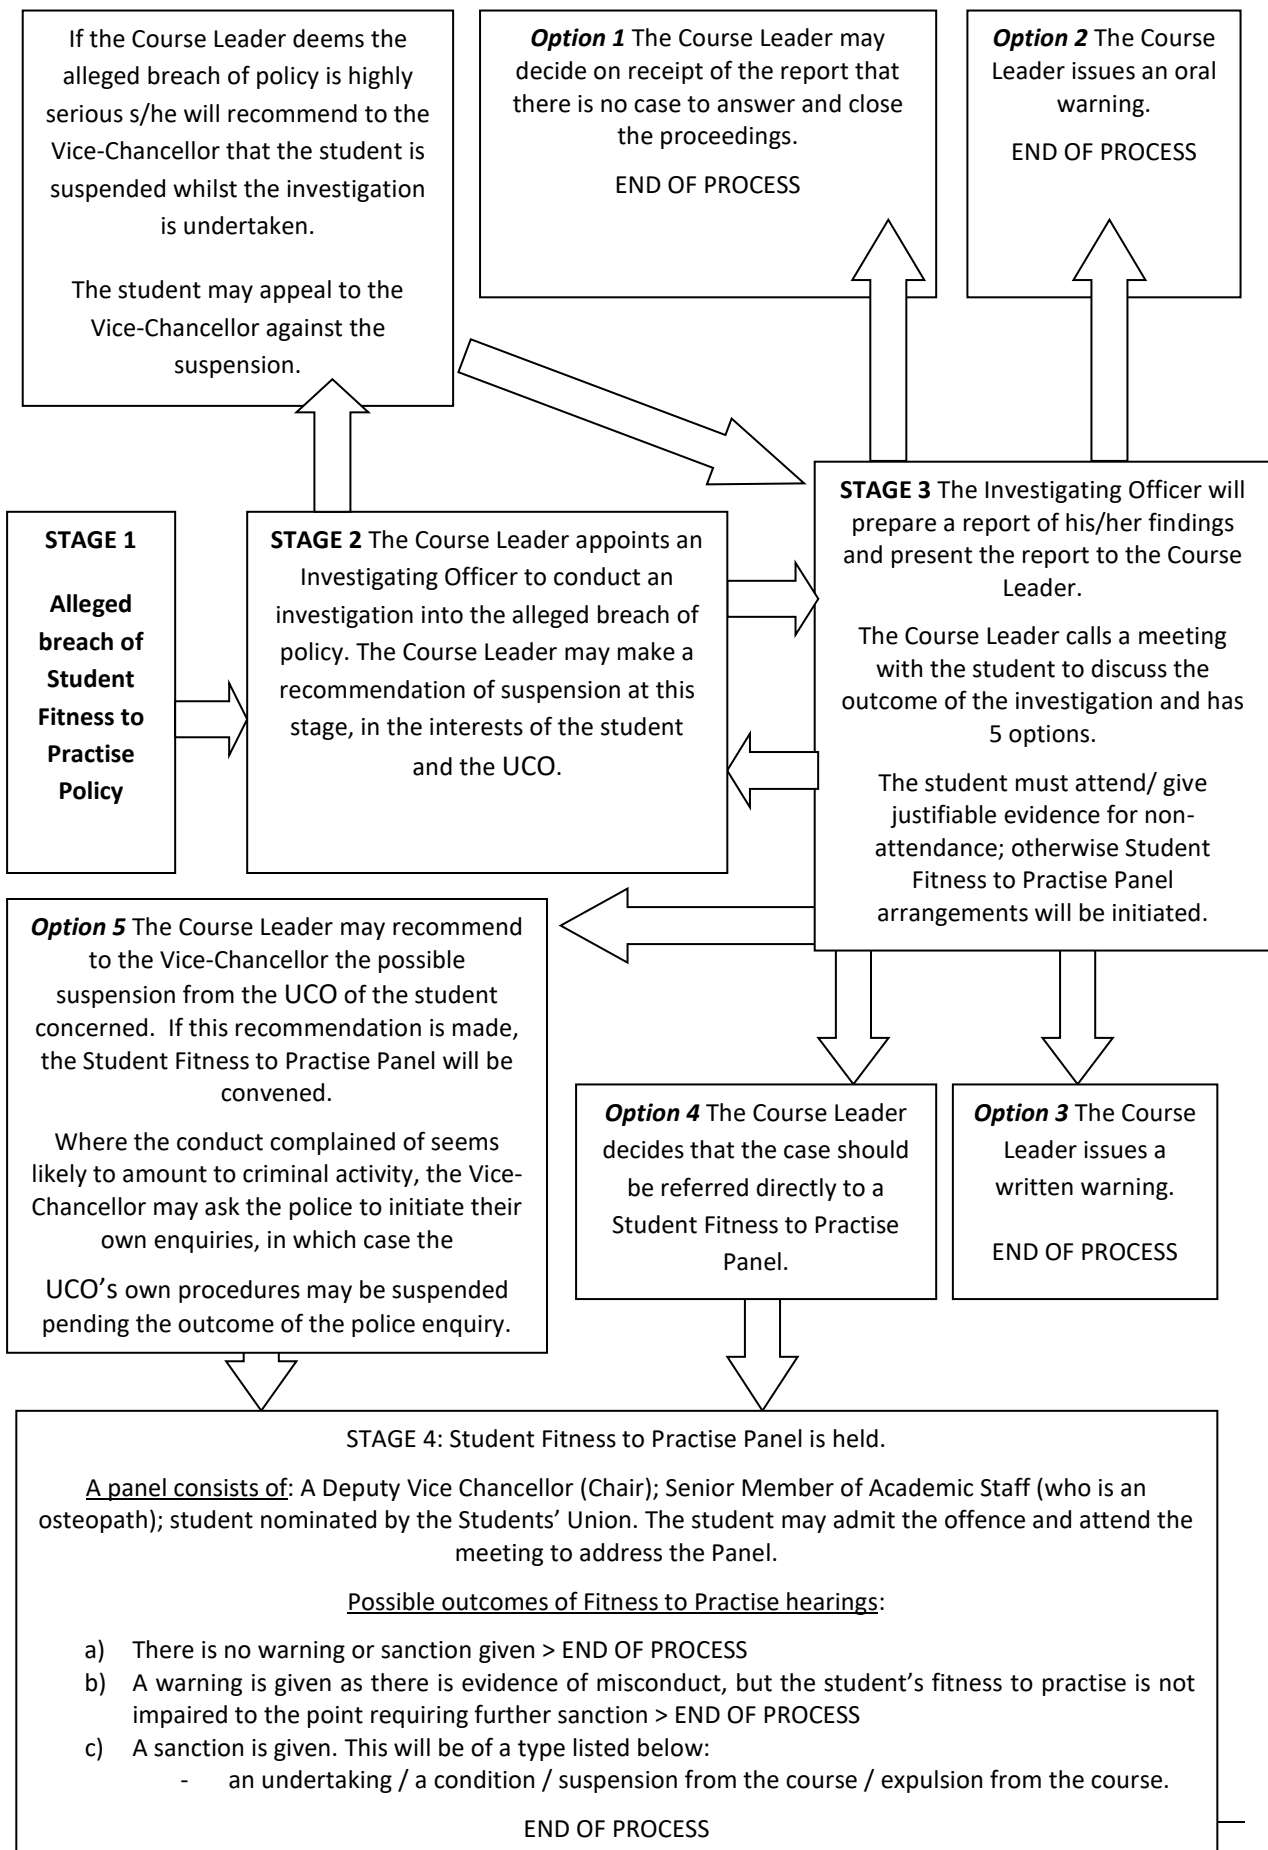 If the Course Leader deems the
alleged breach of policy is highly
serious s/he will recommend to the
Vice-Chancellor that the student is
suspended whilst the investigation
is undertaken.
The student may appeal to the
Vice-Chancellor against the
suspension.
Option 1 The Course Leader may
decide on receipt of the report that
there is no case to answer and close
the proceedings.
END OF PROCESS
Option 2 The Course
Leader issues an oral
warning.
END OF PROCESS
STAGE 1
Alleged
breach of
Student
Fitness to
Practise
Policy
STAGE 2 The Course Leader appoints an
Investigating Officer to conduct an
investigation into the alleged breach of
policy. The Course Leader may make a
recommendation of suspension at this
stage, in the interests of the student
and the UCO.
STAGE 3 The Investigating Officer will
prepare a report of his/her findings
and present the report to the Course
Leader.
The Course Leader calls a meeting
with the student to discuss the
outcome of the investigation and has
5 options.
The student must attend/ give
justifiable evidence for non-
attendance; otherwise Student
Fitness to Practise Panel
arrangements will be initiated.
Option 5 The Course Leader may recommend
to the Vice-Chancellor the possible
suspension from the UCO of the student
concerned.  If this recommendation is made,
the Student Fitness to Practise Panel will be
convened.
Where the conduct complained of seems
likely to amount to criminal activity, the Vice-
Chancellor may ask the police to initiate their
own enquiries, in which case the
UCO's own procedures may be suspended
pending the outcome of the police enquiry.
Option 4 The Course Leader
decides that the case should
be referred directly to a
Student Fitness to Practise
Panel.
Option 3 The Course
Leader issues a
written warning.
END OF PROCESS
STAGE 4: Student Fitness to Practise Panel is held.
A panel consists of: A Deputy Vice Chancellor (Chair); Senior Member of Academic Staff (who is an
osteopath); student nominated by the Students' Union. The student may admit the offence and attend the
meeting to address the Panel.
Possible outcomes of Fitness to Practise hearings:
a) There is no warning or sanction given > END OF PROCESS
b) A warning is given as there is evidence of misconduct, but the student's fitness to practise is not
impaired to the point requiring further sanction > END OF PROCESS
c) A sanction is given. This will be of a type listed below:
- an undertaking / a condition / suspension from the course / expulsion from the course.
END OF PROCESS